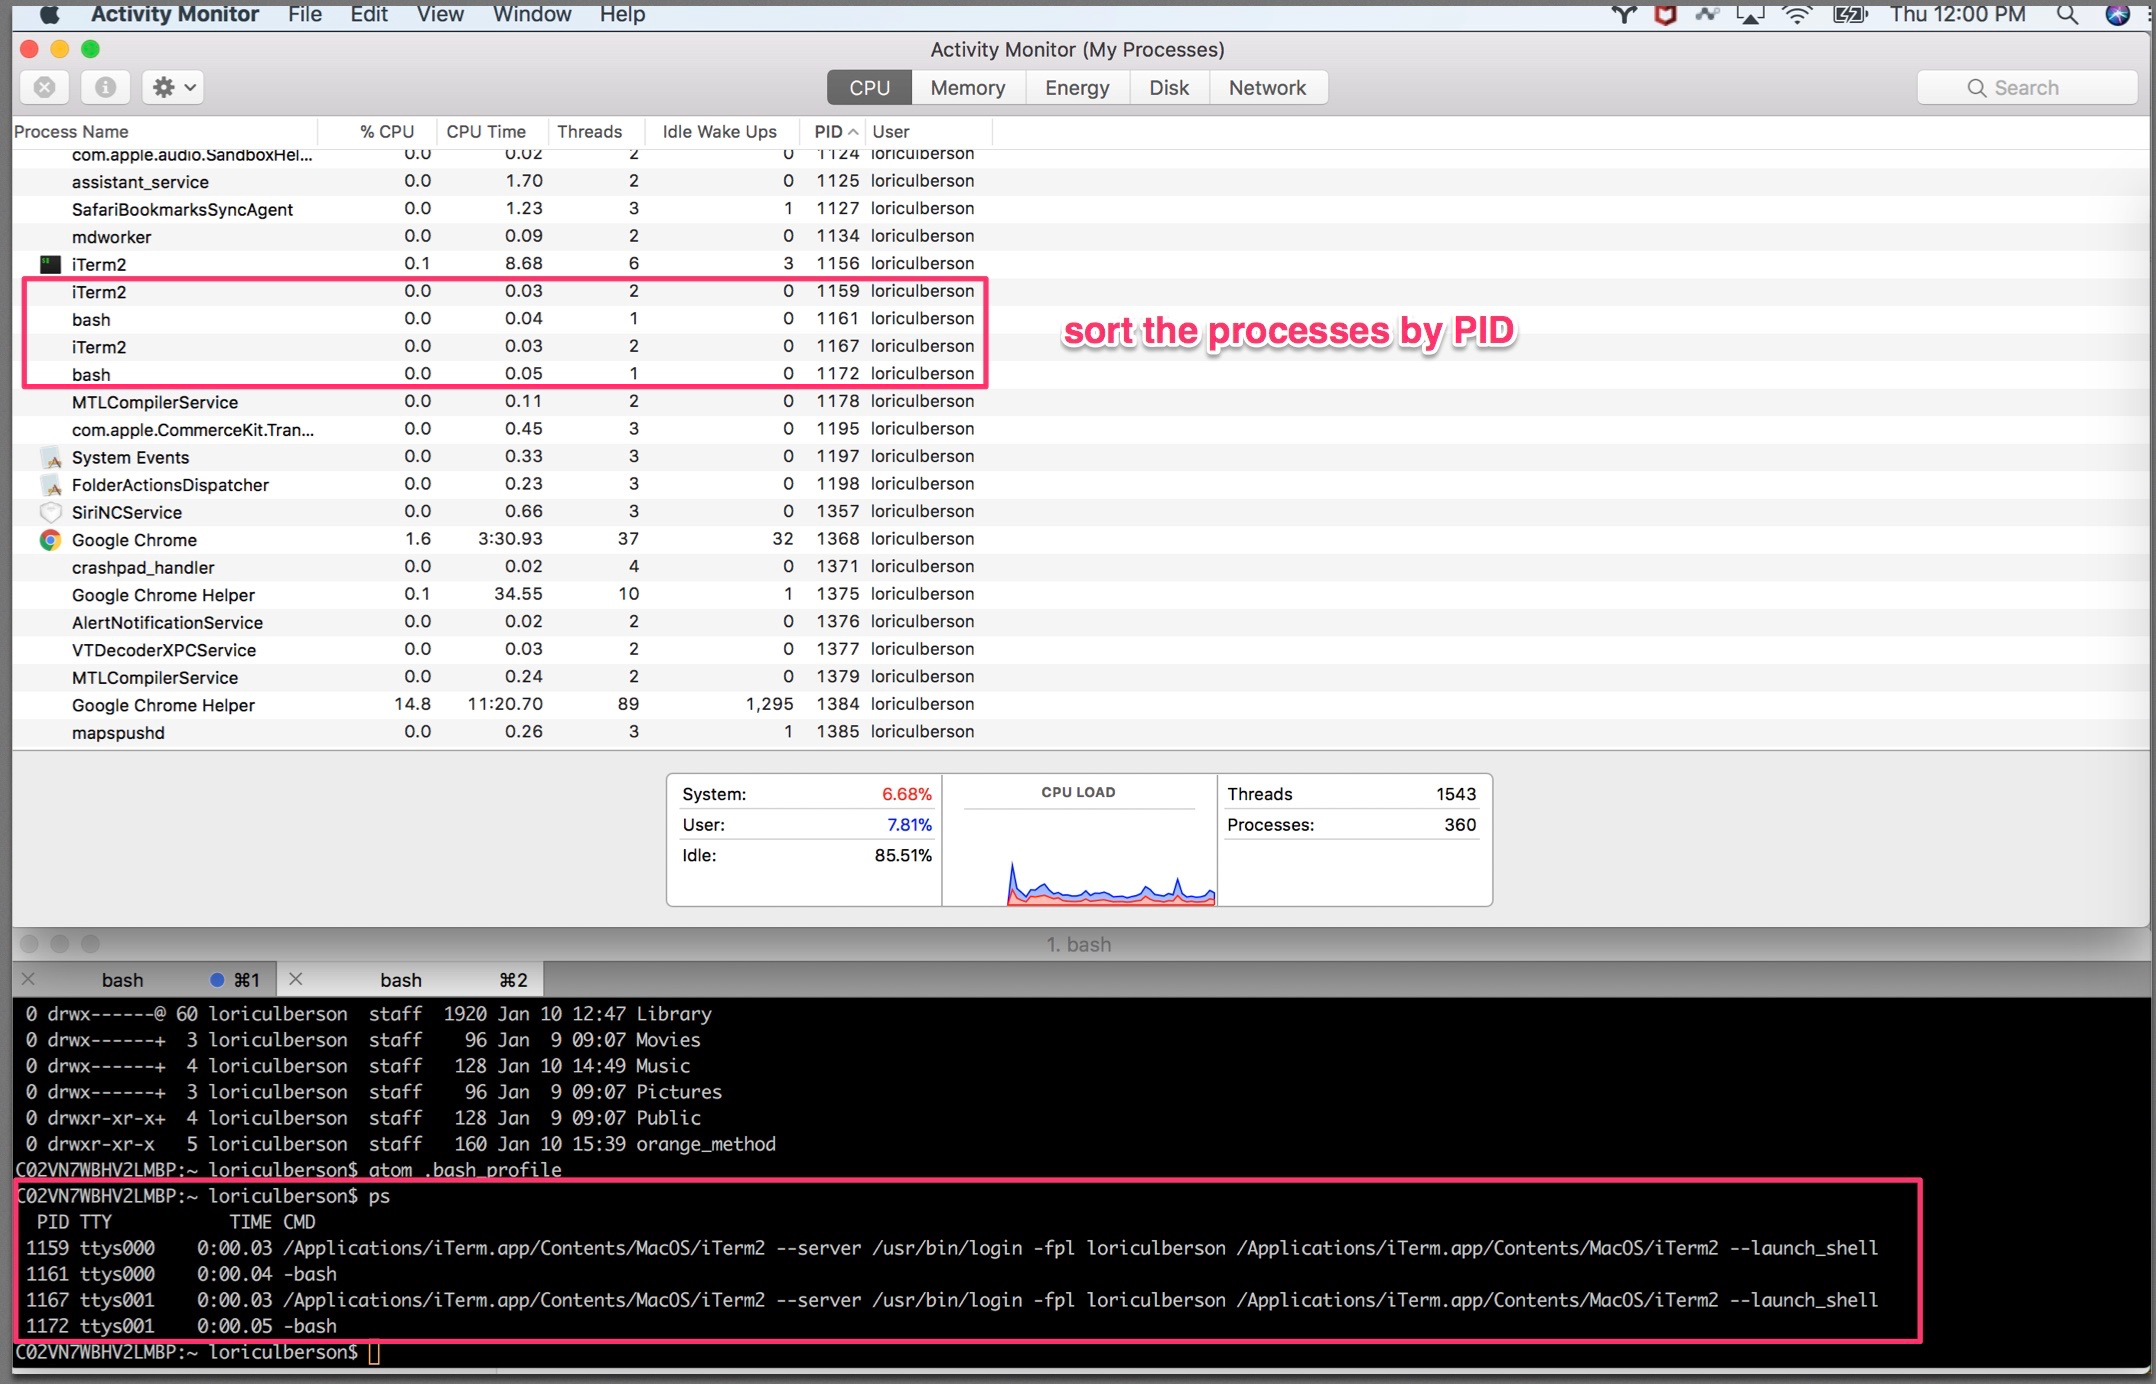 Activity Monitor File Edit View Window Help Thu 12:00 PM
Activity Monitor (My Processes)
CPU Memory Energy Disk Network Search
Process Name % CPU CPU Time Threads Idle Wake Ups PID User
com.apple.audio.SandboxHel... 0.0 0.02 2 0 1124 loriculberson
assistant_service 0.0 1.70 2 0 1125 loriculberson
SafariBookmarksSyncAgent 0.0 1.23 3 1 1127 loriculberson
mdworker 0.0 0.09 2 0 1134 loriculberson
iTerm2 0.1 8.68 6 3 1156 loriculberson
iTerm2 0.0 0.03 2 0 1159 loriculberson
bash 0.0 0.04 1 0 1161 loriculberson
sort the processes by PID
iTerm2 0.0 0.03 2 0 1167 loriculberson
bash 0.0 0.05 1 0 1172 loriculberson
MTLCompilerService 0.0 0.11 2 0 1178 loriculberson
com.apple.CommerceKit.Tran... 0.0 0.45 3 0 1195 loriculberson
System Events 0.0 0.33 3 0 1197 loriculberson
FolderActionsDispatcher 0.0 0.23 3 0 1198 loriculberson
SiriNCService 0.0 0.66 3 0 1357 loriculberson
Google Chrome 1.6 3:30.93 37 32 1368 loriculberson
crashpad_handler 0.0 0.02 4 0 1371 loriculberson
Google Chrome Helper 0.1 34.55 10 1 1375 loriculberson
AlertNotificationService 0.0 0.02 2 0 1376 loriculberson
VTDecoderXPCService 0.0 0.03 2 0 1377 loriculberson
MTLCompilerService 0.0 0.24 2 0 1379 loriculberson
Google Chrome Helper 14.8 11:20.70 89 1,295 1384 loriculberson
mapspushd 0.0 0.26 3 1 1385 loriculberson
System: 6.68% CPU LOAD Threads 1543
User: 7.81% Processes: 360
Idle: 85.51%
1. bash
bash ⌘1 bash ⌘2
0 drwx------@ 60 loriculberson staff 1920 Jan 10 12:47 Library
0 drwx------+ 3 loriculberson staff 96 Jan 9 09:07 Movies
0 drwx------+ 4 loriculberson staff 128 Jan 10 14:49 Music
0 drwx------+ 3 loriculberson staff 96 Jan 9 09:07 Pictures
0 drwxr-xr-x+ 4 loriculberson staff 128 Jan 9 09:07 Public
0 drwxr-xr-x 5 loriculberson staff 160 Jan 10 15:39 orange_method
C02VN7WBHV2LMBP:~ loriculberson$ atom .bash_profile
C02VN7WBHV2LMBP:~ loriculberson$ ps
PID TTY TIME CMD
1159 ttys000 0:00.03 /Applications/iTerm.app/Contents/MacOS/iTerm2 --server /usr/bin/login -fpl loriculberson /Applications/iTerm.app/Contents/MacOS/iTerm2 --launch_shell
1161 ttys000 0:00.04 -bash
1167 ttys001 0:00.03 /Applications/iTerm.app/Contents/MacOS/iTerm2 --server /usr/bin/login -fpl loriculberson /Applications/iTerm.app/Contents/MacOS/iTerm2 --launch_shell
1172 ttys001 0:00.05 -bash
C02VN7WBHV2LMBP:~ loriculberson$